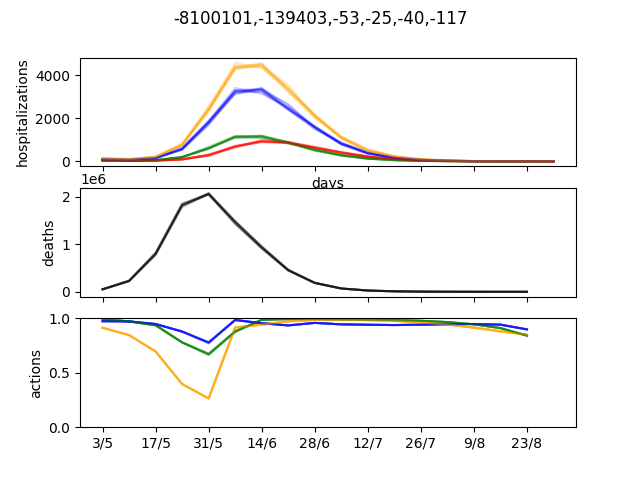 -8100101,-139403,-53,-25,-40,-117
hospitalizations
4000
2000
0
days
1e6
deaths
2
1
0
actions
1.0
0.5
0.0
3/5 17/5 31/5 14/6 28/6 12/7 26/7 9/8 23/8